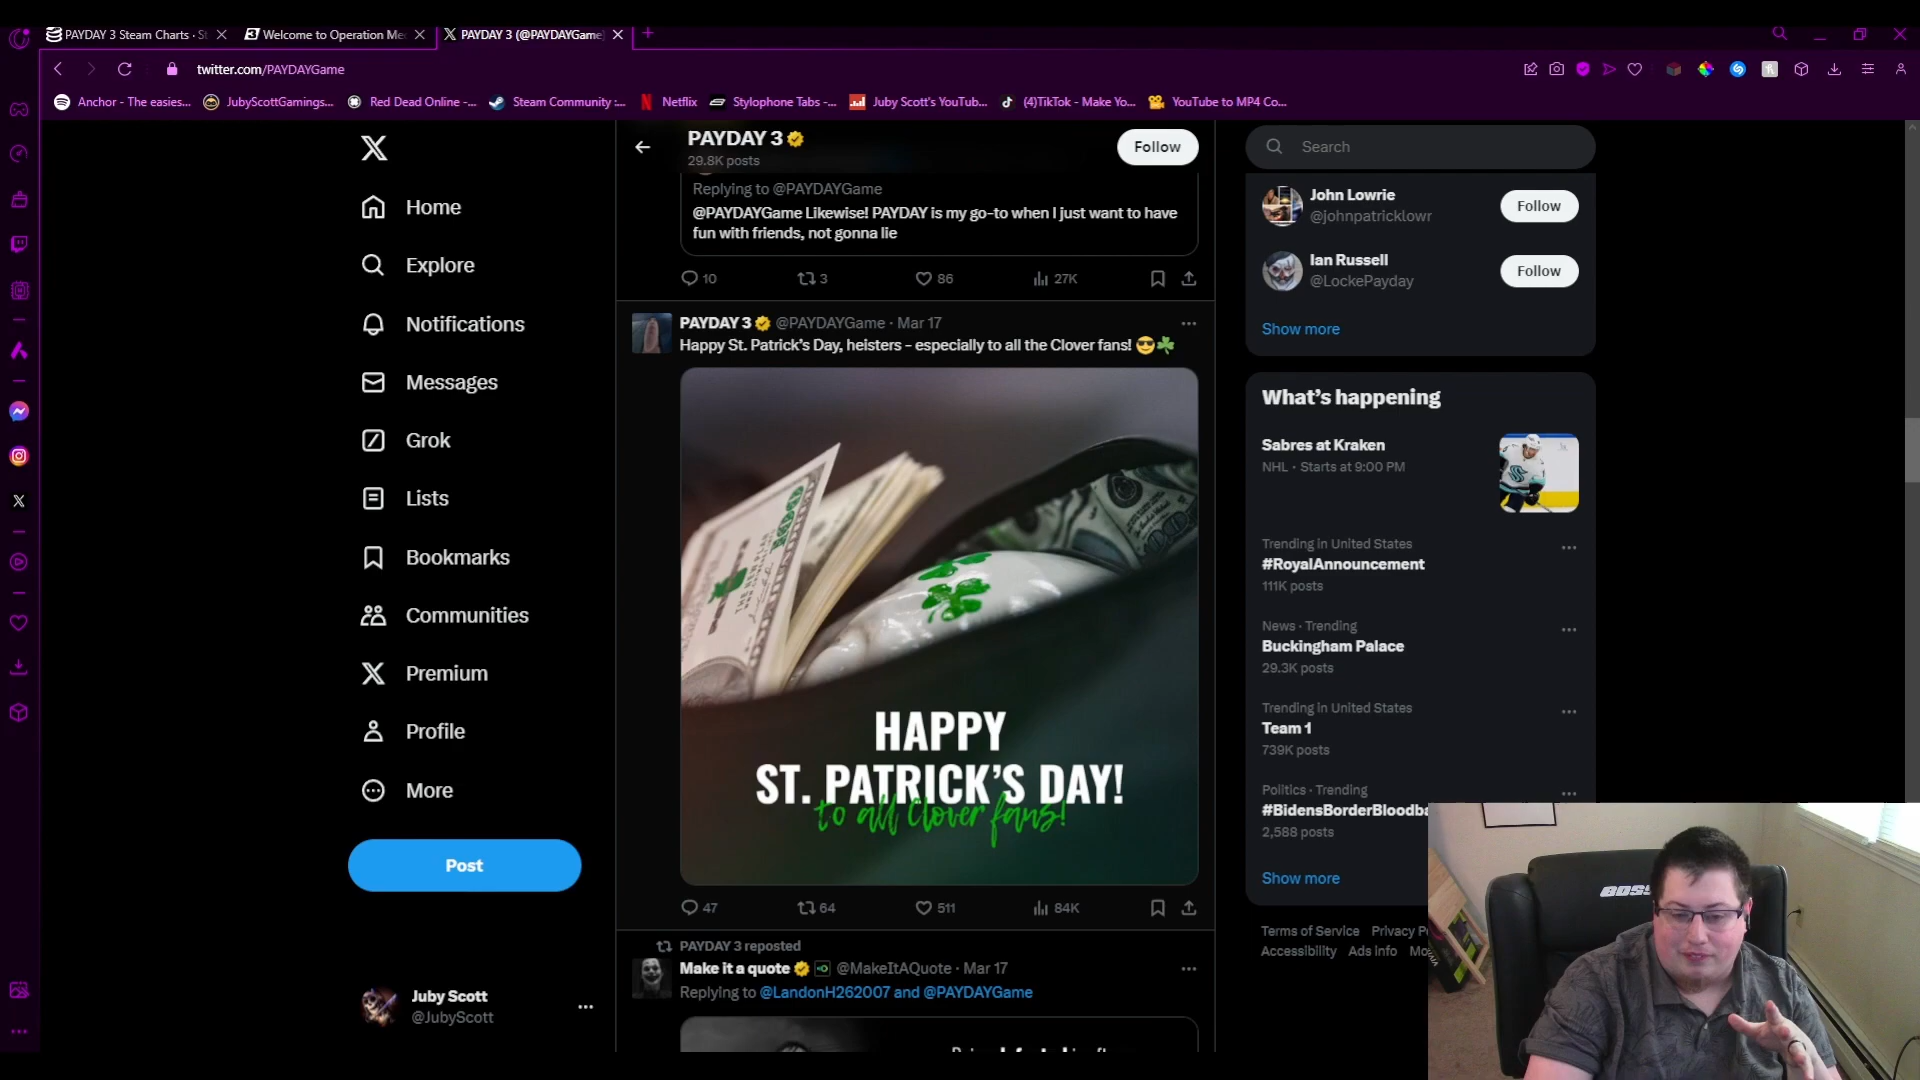 PAYDAY 3 Steam Charts · St
Welcome to Operation Me
PAYDAY 3 (@PAYDAYGame)
twitter.com/PAYDAYGame
Anchor - The easies...
JubyScottGamings...
Red Dead Online -...
Steam Community :...
Netflix
Stylophone Tabs -...
Juby Scott's YouTub...
(4)TikTok - Make Yo...
YouTube to MP4 Co...
Home
Explore
Notifications
Messages
Grok
Lists
Bookmarks
Communities
Premium
Profile
More
Post
Juby Scott
@JubyScott
PAYDAY 3
29.8K posts
Follow
Replying to @PAYDAYGame
@PAYDAYGame Likewise! PAYDAY is my go-to when I just want to have
fun with friends, not gonna lie
10 3 86 27K
PAYDAY 3 @PAYDAYGame · Mar 17
Happy St. Patrick's Day, heisters - especially to all the Clover fans! 😎☘️
HAPPY
ST. PATRICK'S DAY!
to all Clover fans!
47 64 511 84K
PAYDAY 3 reposted
Make it a quote @MakeItAQuote · Mar 17
Replying to @LandonH262007 and @PAYDAYGame
Search
John Lowrie
@johnpatricklowr
Follow
Ian Russell
@LockePayday
Follow
Show more
What's happening
Sabres at Kraken
NHL · Starts at 9:00 PM
Trending in United States
#RoyalAnnouncement
111K posts
News · Trending
Buckingham Palace
29.3K posts
Trending in United States
Team 1
739K posts
Politics · Trending
#BidensBorderBloodba
2,588 posts
Show more
Terms of Service Privacy P
Accessibility Ads info Mo
BOSS